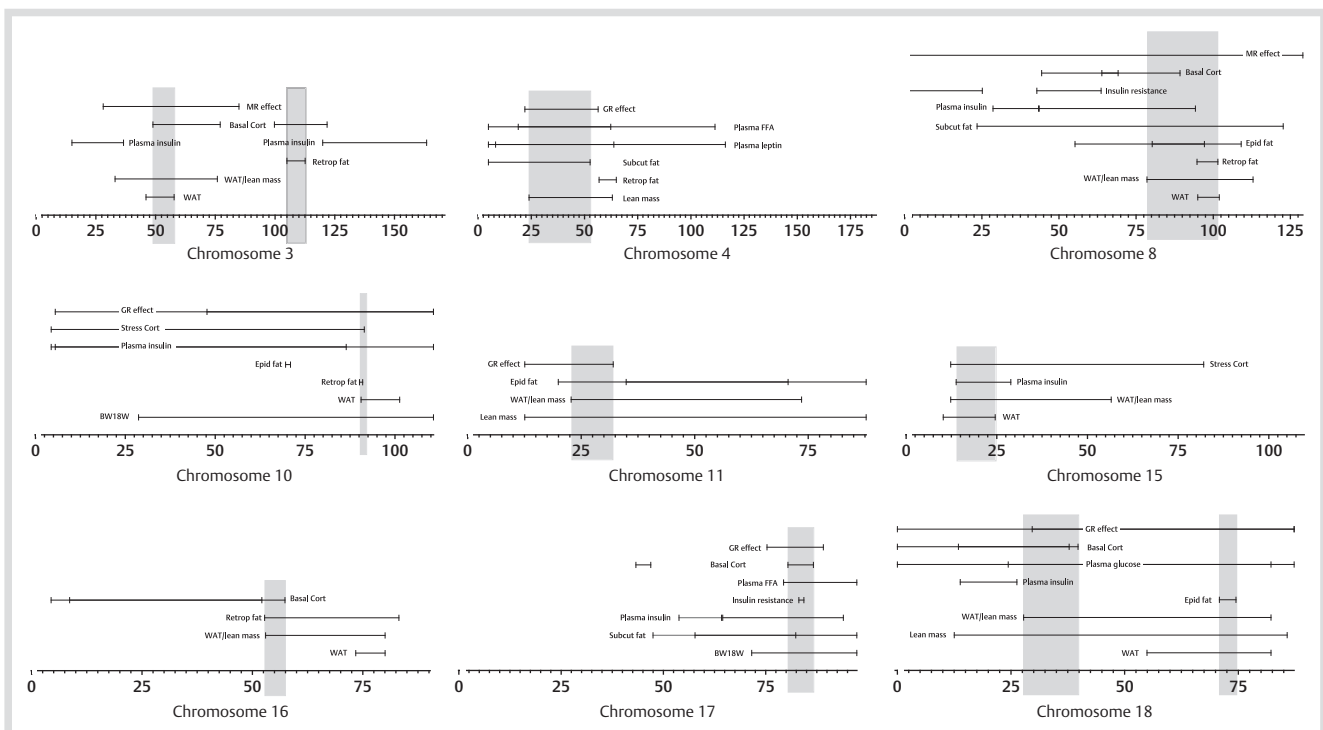 MR effect
Basal Cort
Plasma insulin Plasma insulin
Retrop fat
WAT/lean mass
WAT
0 25 50 75 100 125 150
Chromosome 3
GR effect
Plasma FFA
Plasma leptin
Subcut fat
Retrop fat
Lean mass
0 25 50 75 100 125 150 175
Chromosome 4
MR effect
Basal Cort
Insulin resistance
Plasma insulin
Subcut fat
Epid fat
Retrop fat
WAT/lean mass
WAT
0 25 50 75 100 125
Chromosome 8
GR effect
Stress Cort
Plasma insulin
Epid fat
Retrop fat
WAT
BW18W
0 25 50 75 100
Chromosome 10
GR effect
Epid fat
WAT/lean mass
Lean mass
0 25 50 75
Chromosome 11
Stress Cort
Plasma insulin
WAT/lean mass
WAT
0 25 50 75 100
Chromosome 15
Basal Cort
Retrop fat
WAT/lean mass
WAT
0 25 50 75
Chromosome 16
GR effect
Basal Cort
Plasma FFA
Insulin resistance
Plasma insulin
Subcut fat
BW18W
0 25 50 75
Chromosome 17
GR effect
Basal Cort
Plasma glucose
Plasma insulin
Epid fat
WAT/lean mass
Lean mass
WAT
0 25 50 75
Chromosome 18